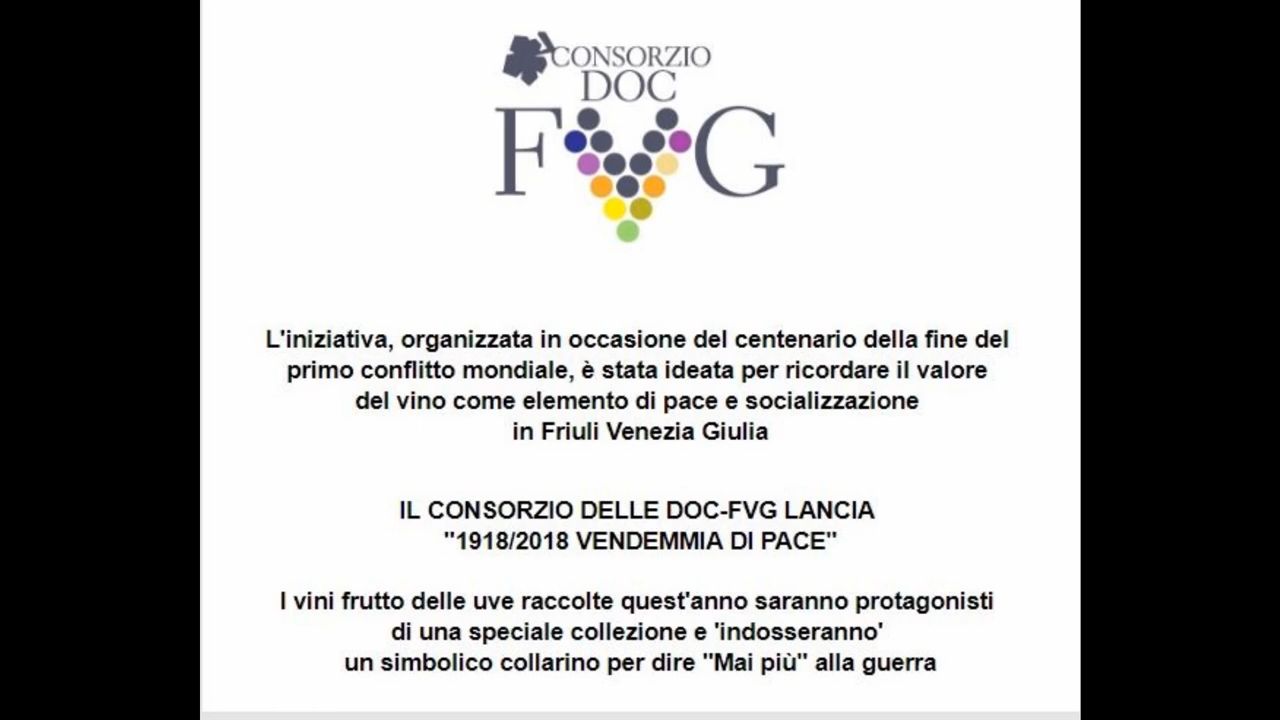 CONSORZIO
DOC
FVG
L'iniziativa, organizzata in occasione del centenario della fine del
primo conflitto mondiale, è stata ideata per ricordare il valore
del vino come elemento di pace e socializzazione
in Friuli Venezia Giulia
IL CONSORZIO DELLE DOC-FVG LANCIA
"1918/2018 VENDEMMIA DI PACE"
I vini frutto delle uve raccolte quest'anno saranno protagonisti
di una speciale collezione e 'indosseranno'
un simbolico collarino per dire "Mai più" alla guerra